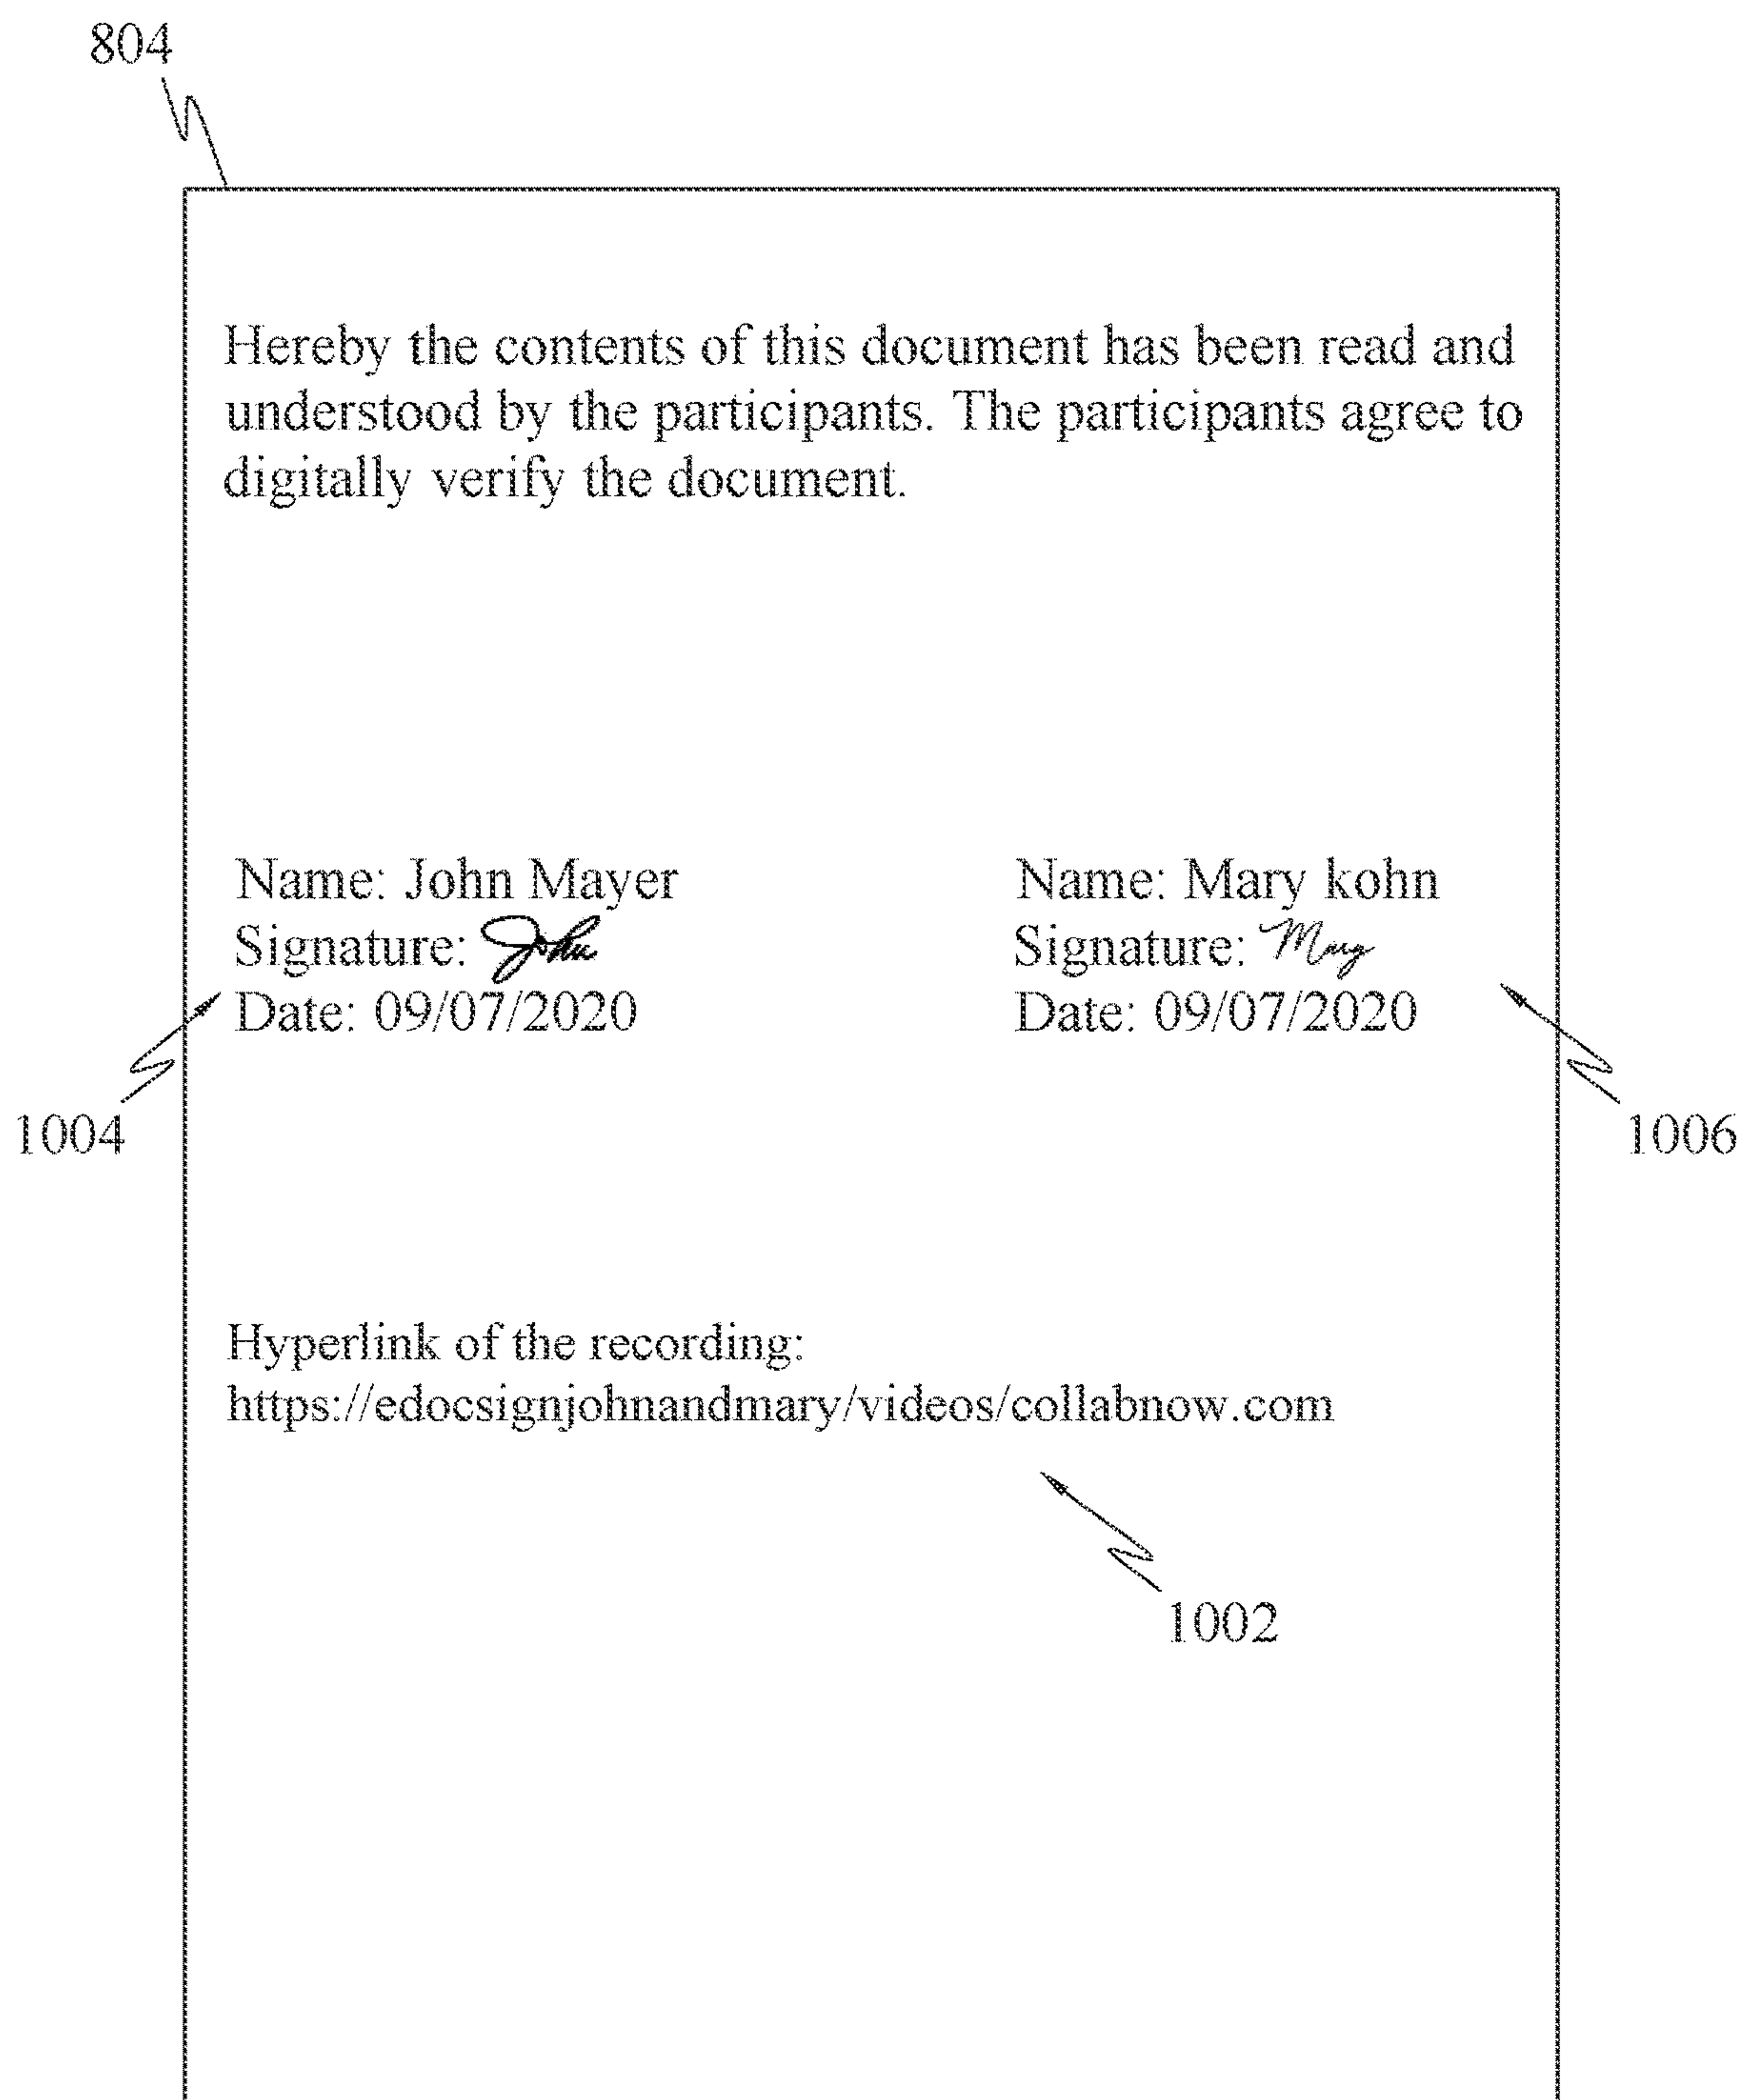 804
Hereby the contents of this document has been read and
understood by the participants. The participants agree to
digitally verify the document.
Name: John Mayer
Signature: John
Date: 09/07/2020
Name: Mary kohn
Signature: Mary
Date: 09/07/2020
1004
1006
Hyperlink of the recording:
https://edocsignjohnandmary/videos/collabnow.com
1002